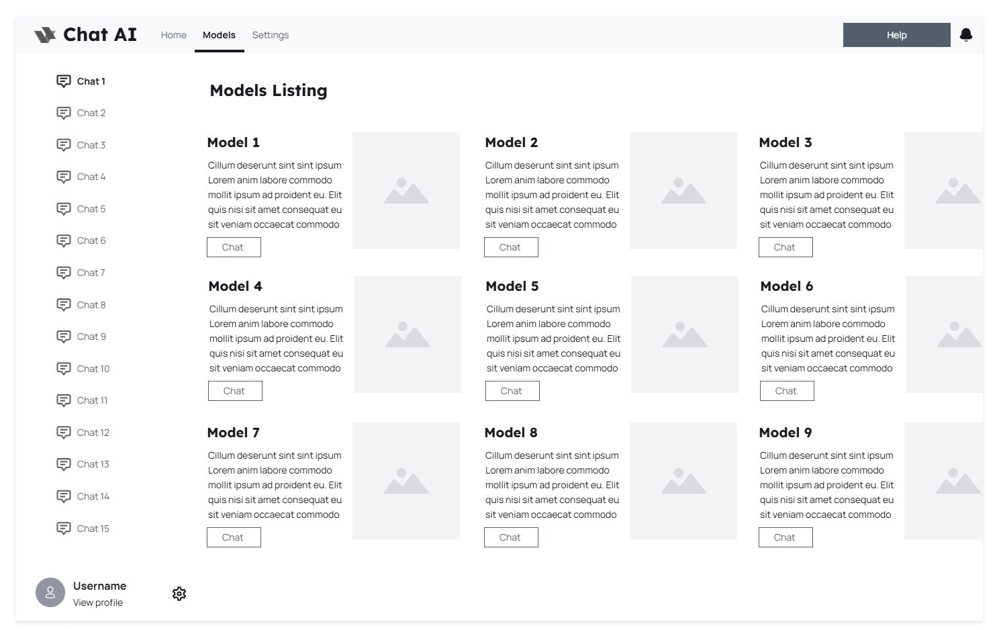 Chat AI
Home
Models
Settings
Help
Chat 1
Chat 2
Chat 3
Chat 4
Chat 5
Chat 6
Chat 7
Chat 8
Chat 9
Chat 10
Chat 11
Chat 12
Chat 13
Chat 14
Chat 15
Username
View profile
Models Listing
Model 1
Cillum deserunt sint sint ipsum
Lorem anim labore commodo
mollit ipsum ad proident eu. Elit
quis nisi sit amet consequat eu
sit veniam occaecat commodo
Chat
Model 2
Cillum deserunt sint sint ipsum
Lorem anim labore commodo
mollit ipsum ad proident eu. Elit
quis nisi sit amet consequat eu
sit veniam occaecat commodo
Chat
Model 3
Cillum deserunt sint sint ipsum
Lorem anim labore commodo
mollit ipsum ad proident eu. Elit
quis nisi sit amet consequat eu
sit veniam occaecat commodo
Chat
Model 4
Cillum deserunt sint sint ipsum
Lorem anim labore commodo
mollit ipsum ad proident eu. Elit
quis nisi sit amet consequat eu
sit veniam occaecat commodo
Chat
Model 5
Cillum deserunt sint sint ipsum
Lorem anim labore commodo
mollit ipsum ad proident eu. Elit
quis nisi sit amet consequat eu
sit veniam occaecat commodo
Chat
Model 6
Cillum deserunt sint sint ipsum
Lorem anim labore commodo
mollit ipsum ad proident eu. Elit
quis nisi sit amet consequat eu
sit veniam occaecat commodo
Chat
Model 7
Cillum deserunt sint sint ipsum
Lorem anim labore commodo
mollit ipsum ad proident eu. Elit
quis nisi sit amet consequat eu
sit veniam occaecat commodo
Chat
Model 8
Cillum deserunt sint sint ipsum
Lorem anim labore commodo
mollit ipsum ad proident eu. Elit
quis nisi sit amet consequat eu
sit veniam occaecat commodo
Chat
Model 9
Cillum deserunt sint sint ipsum
Lorem anim labore commodo
mollit ipsum ad proident eu. Elit
quis nisi sit amet consequat eu
sit veniam occaecat commodo
Chat